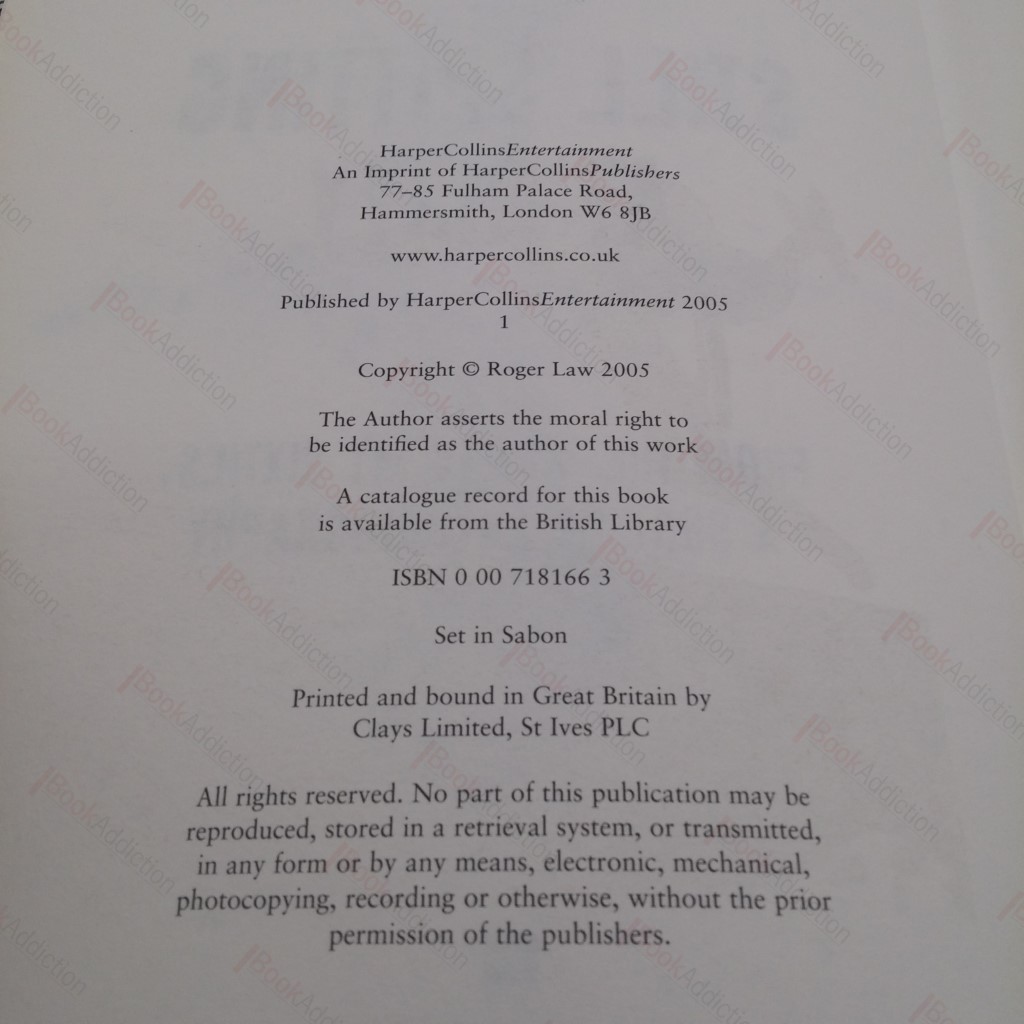 HarperCollinsEntertainment
An Imprint of HarperCollinsPublishers
77–85 Fulham Palace Road,
Hammersmith, London W6 8JB
www.harpercollins.co.uk
Published by HarperCollinsEntertainment 2005
1
Copyright © Roger Law 2005
The Author asserts the moral right to
be identified as the author of this work
A catalogue record for this book
is available from the British Library
ISBN 0 00 718166 3
Set in Sabon
Printed and bound in Great Britain by
Clays Limited, St Ives PLC
All rights reserved. No part of this publication may be
reproduced, stored in a retrieval system, or transmitted,
in any form or by any means, electronic, mechanical,
photocopying, recording or otherwise, without the prior
permission of the publishers.
BookAddiction